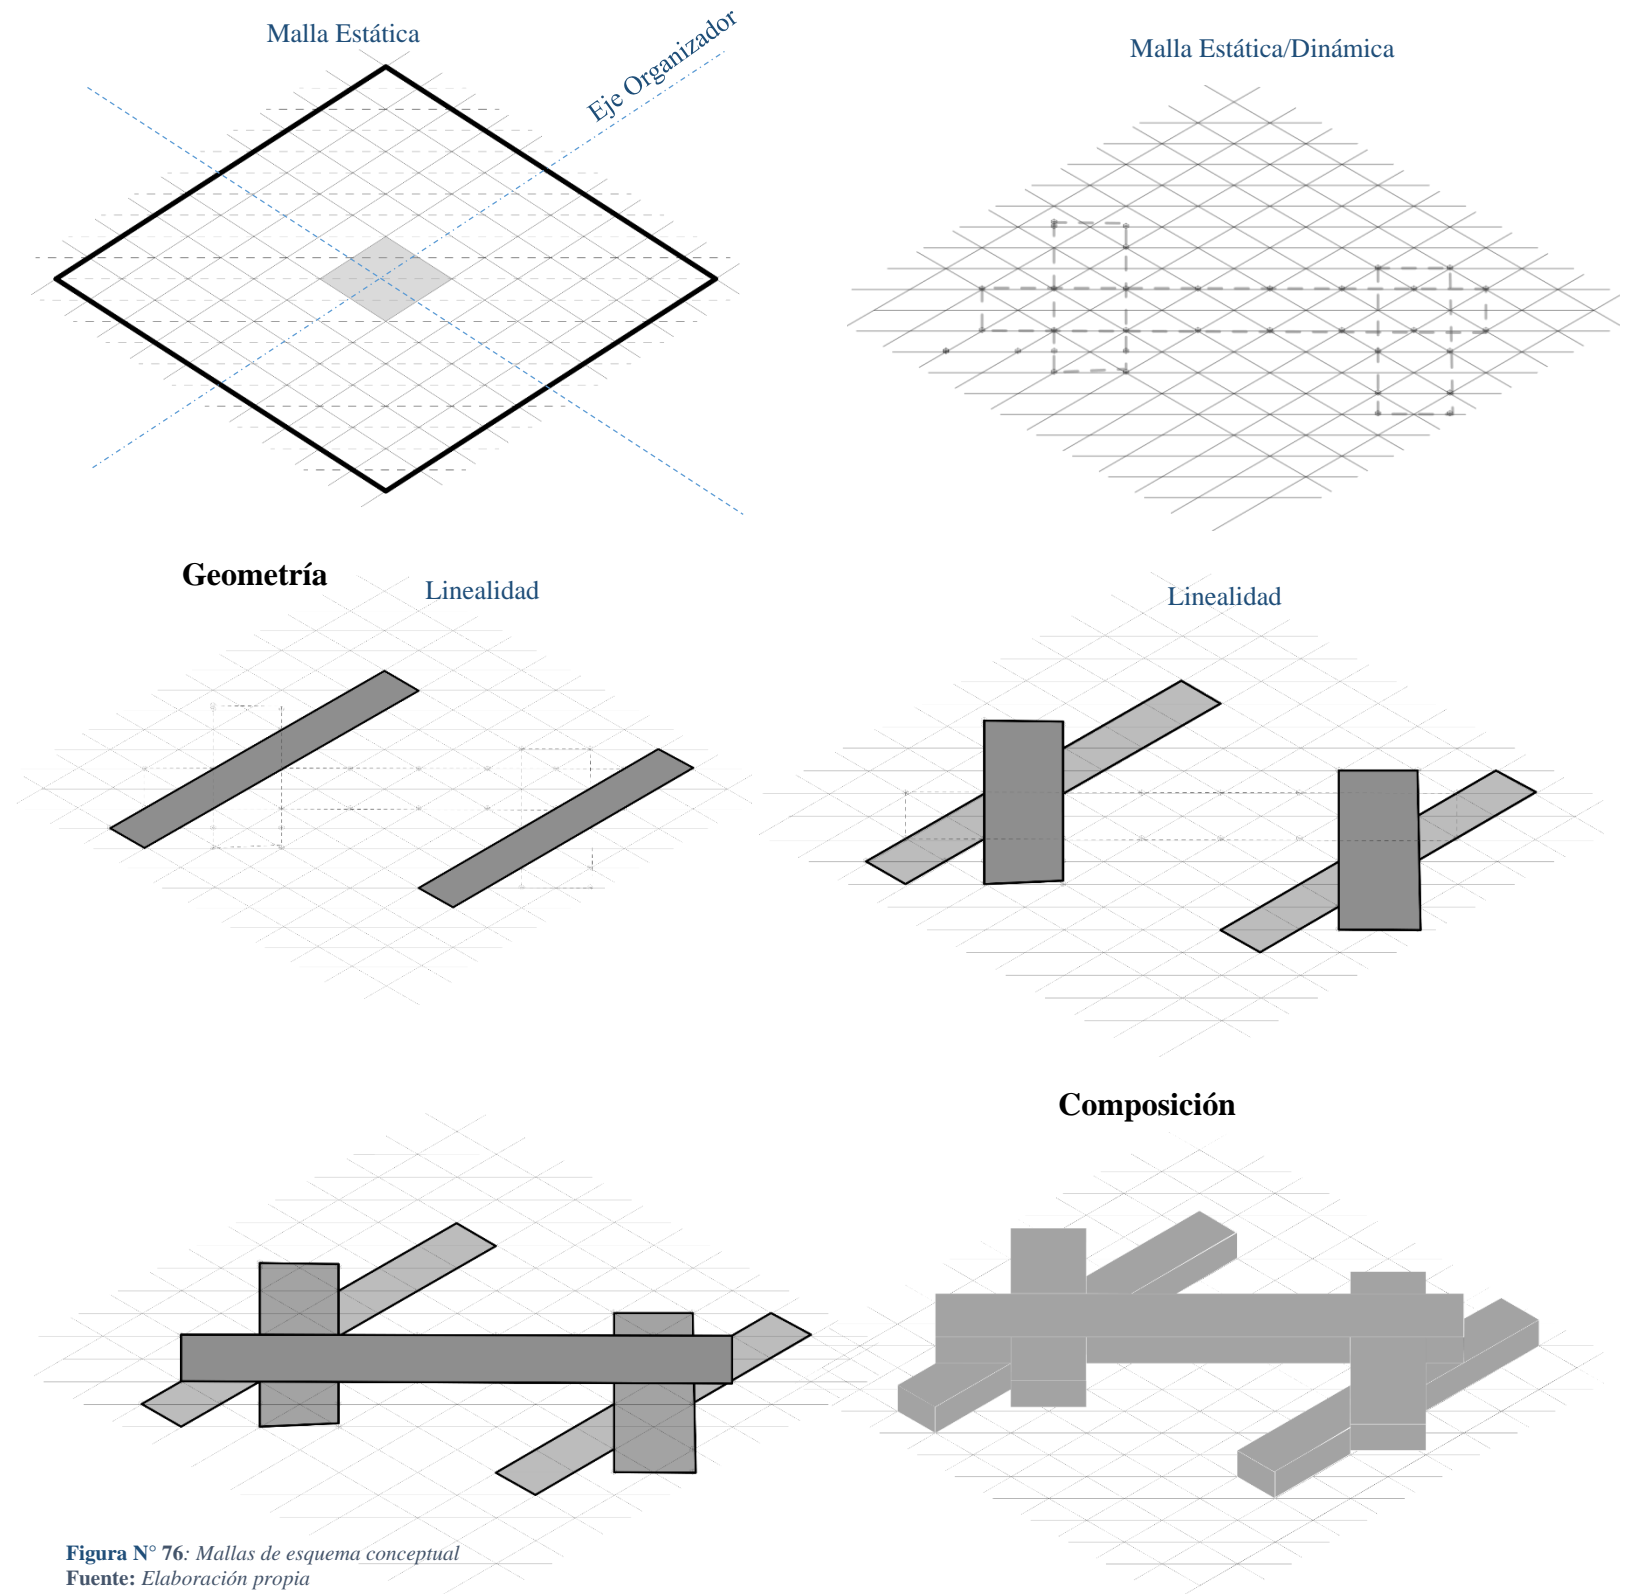 Malla Estática
Eje Organizador
Malla Estática/Dinámica
Geometría
Linealidad
Linealidad
Composición
Figura N° 76: Mallas de esquema conceptual
Fuente: Elaboración propia